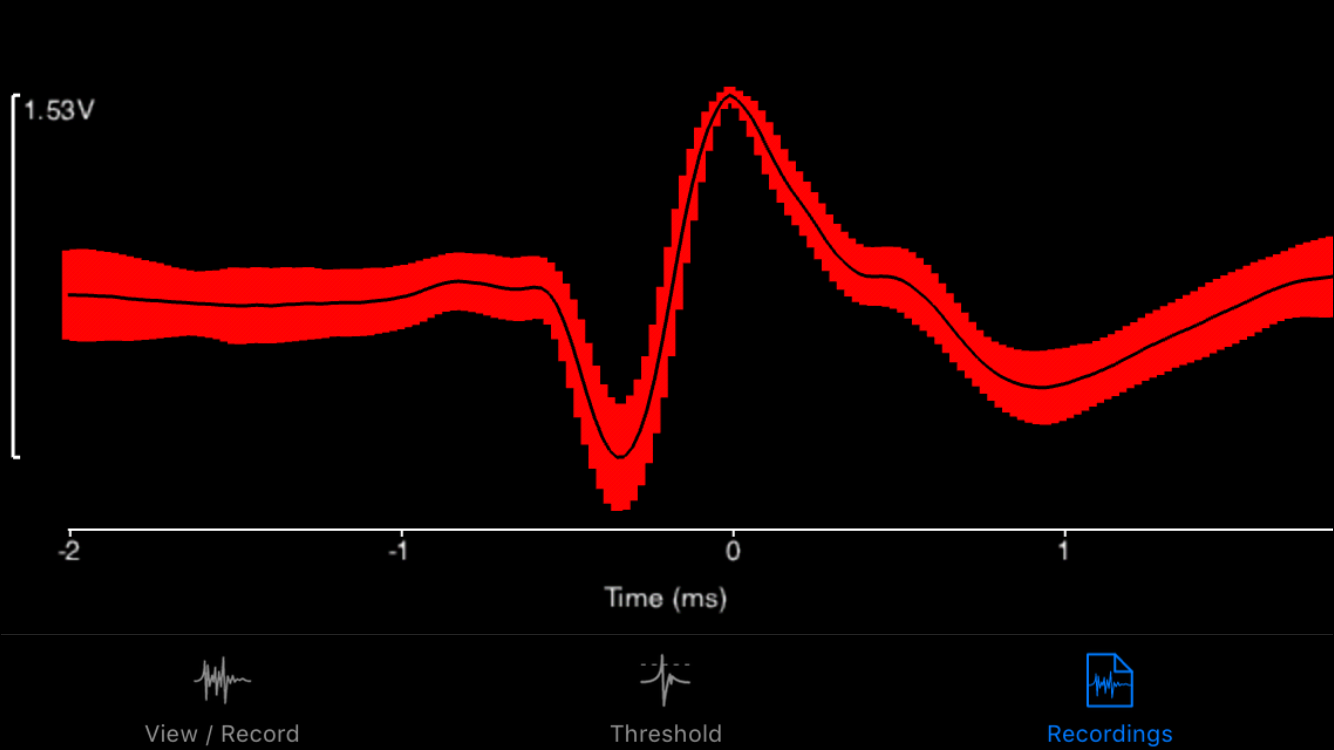 1.53V
-2 -1 0 1
Time (ms)
View / Record Threshold Recordings